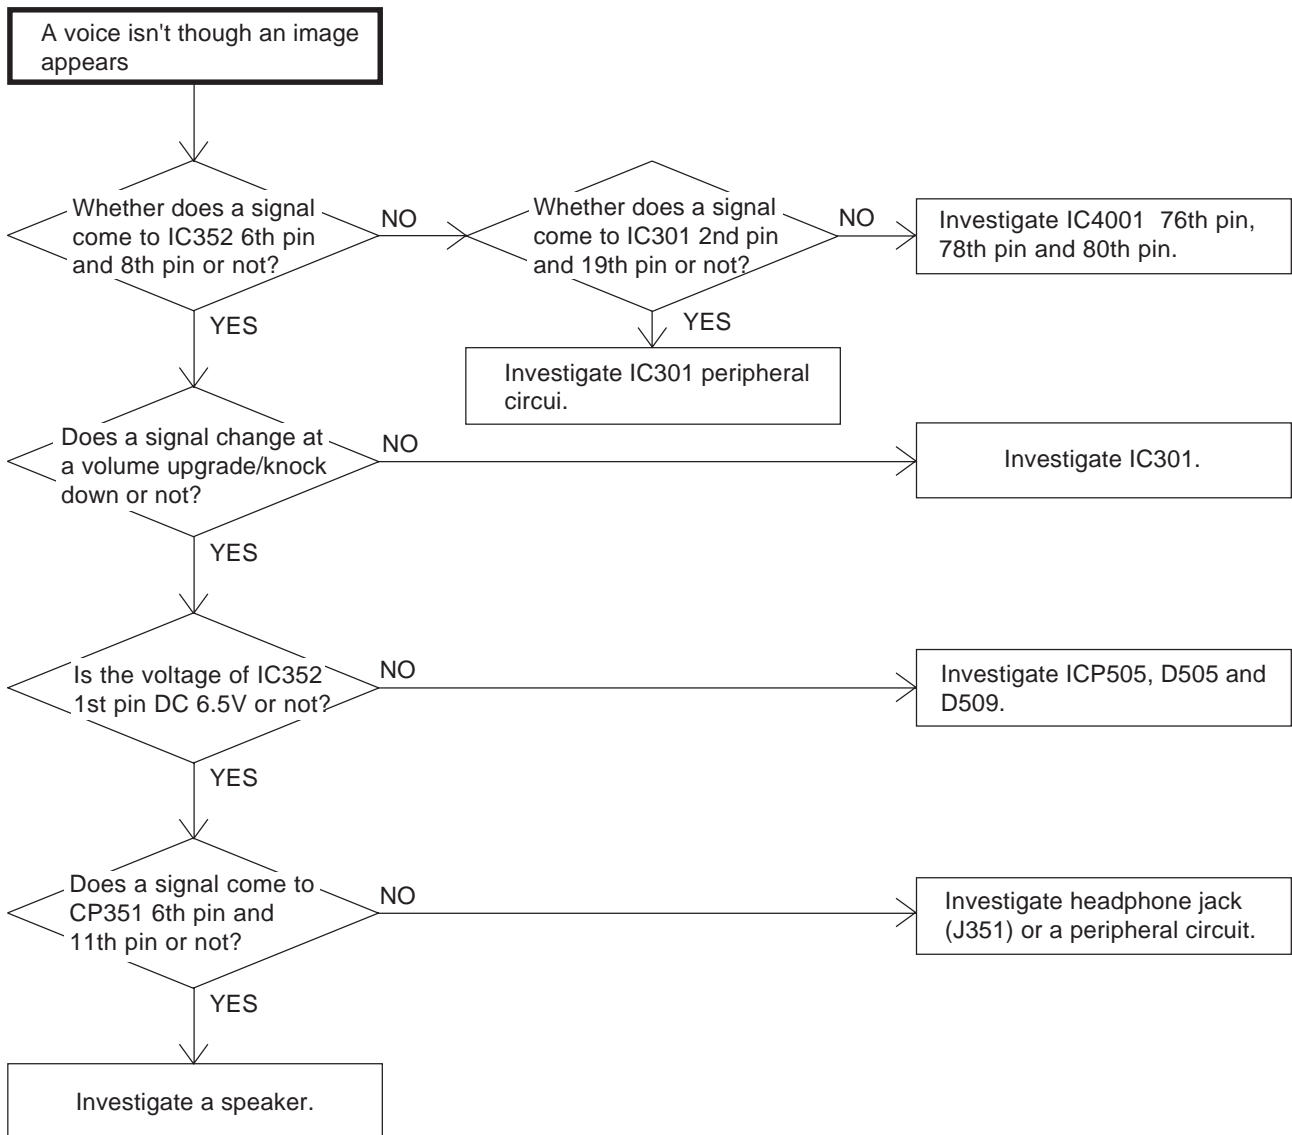 A voice isn't though an image
appears
Whether does a signal
come to IC352 6th pin
and 8th pin or not?
NO
Whether does a signal
come to IC301 2nd pin
and 19th pin or not?
NO
Investigate IC4001  76th pin,
78th pin and 80th pin.
YES
YES
Investigate IC301 peripheral
circui.
Does a signal change at
a volume upgrade/knock
down or not?
NO
Investigate IC301.
YES
Is the voltage of IC352
1st pin DC 6.5V or not?
NO
Investigate ICP505, D505 and
D509.
YES
Does a signal come to
CP351 6th pin and
11th pin or not?
NO
Investigate headphone jack
(J351) or a peripheral circuit.
YES
Investigate a speaker.